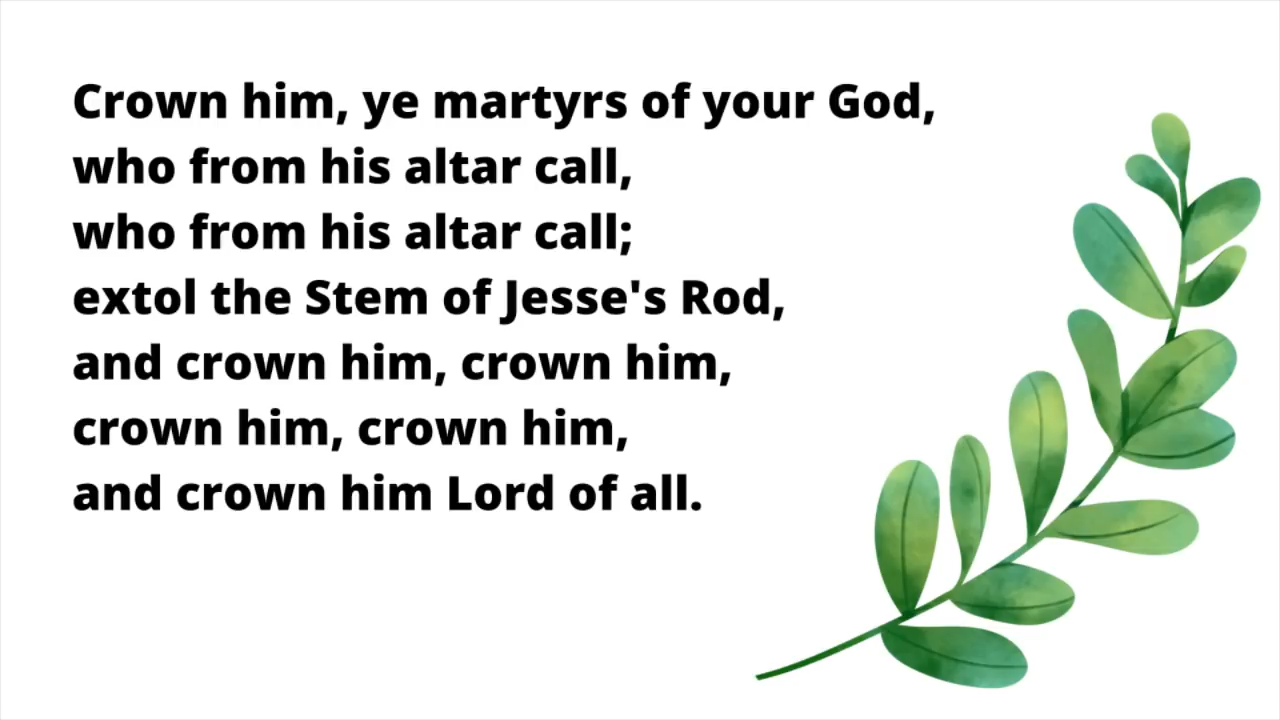 Crown him, ye martyrs of your God,
who from his altar call,
who from his altar call;
extol the Stem of Jesse's Rod,
and crown him, crown him,
crown him, crown him,
and crown him Lord of all.